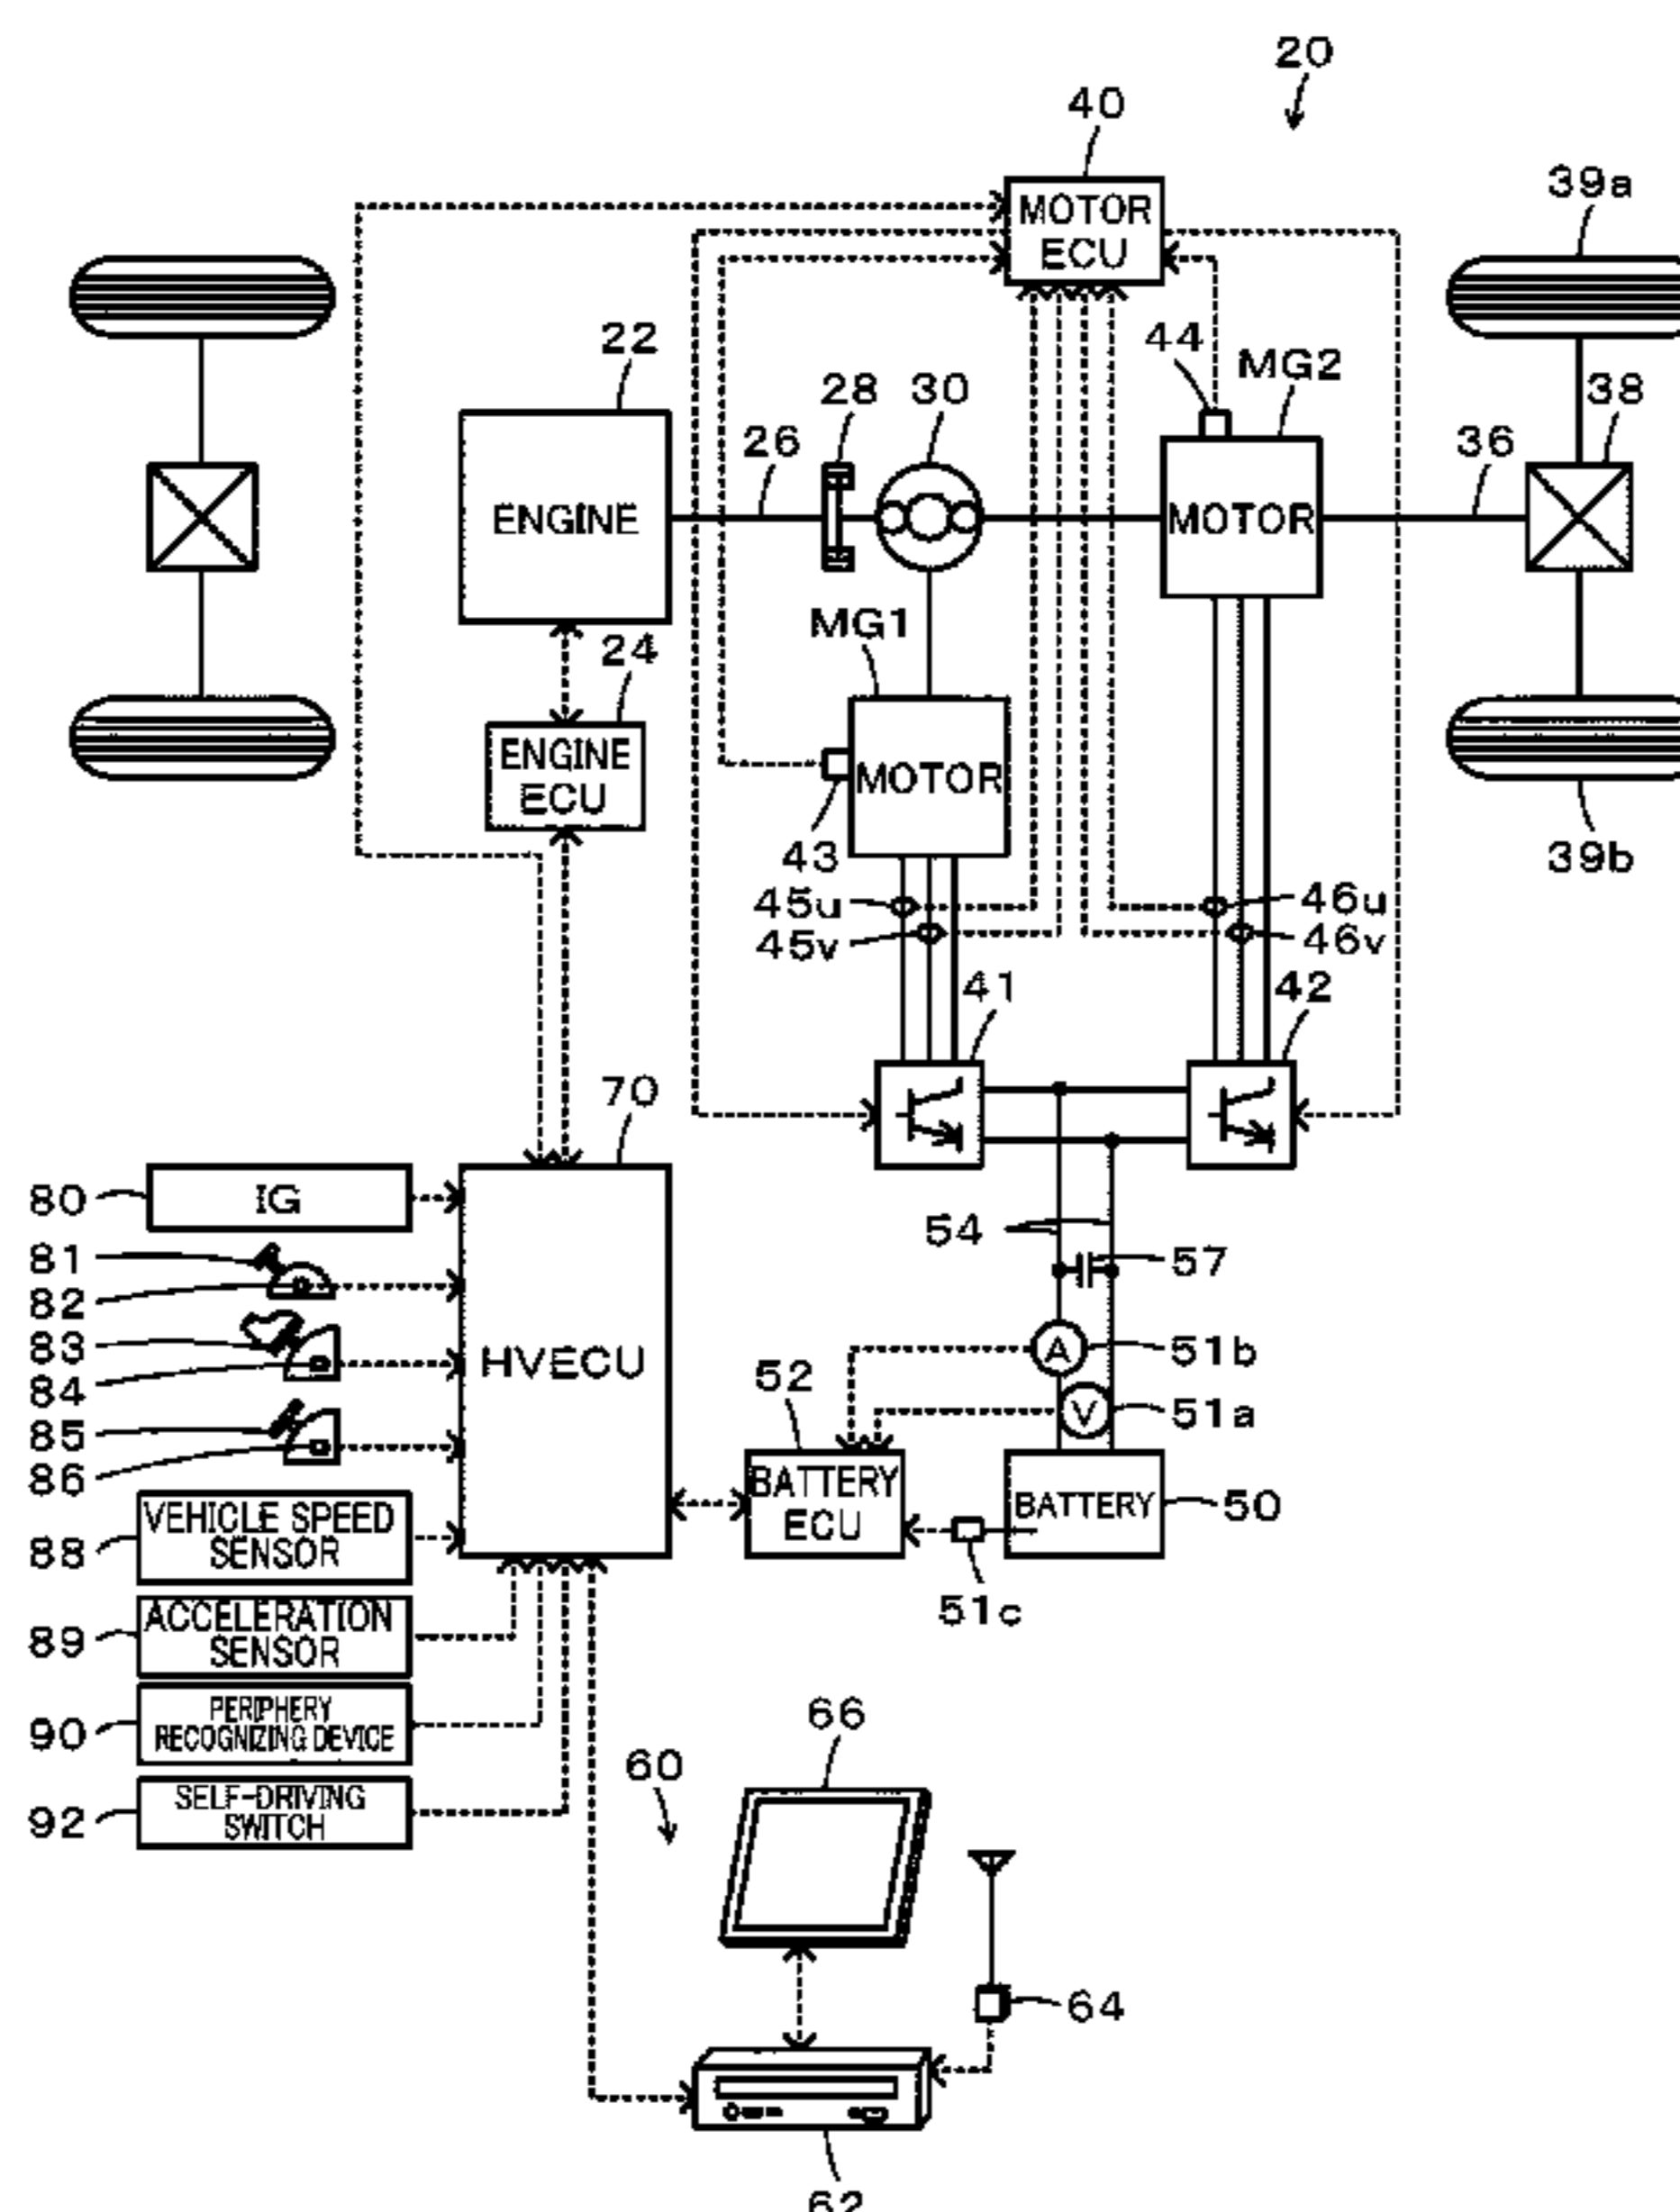 20
40
39a
MOTOR
ECU
22
44
MG2
28
30
38
26
36
ENGINE
MOTOR
MG1
24
ENGINE
ECU
MOTOR
43
39b
45u
46u
45v
46v
41
42
70
80
IG
54
81
57
82
83
HVECU
51b
84
52
51a
85
86
BATTERY
ECU
BATTERY
50
VEHICLE SPEED
SENSOR
88
51c
ACCELERATION
SENSOR
89
PERIPHERY
RECOGNIZING DEVICE
90
66
60
SELF-DRIVING
SWITCH
92
64
62
A
V